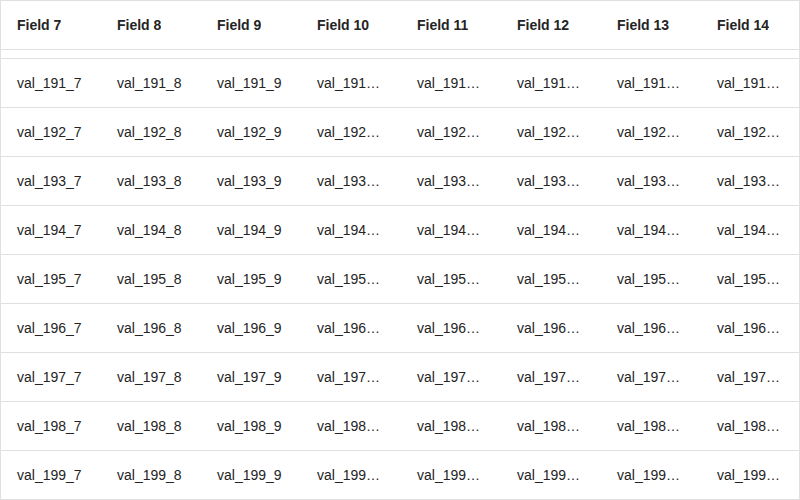 Field 7 Field 8 Field 9 Field 10 Field 11 Field 12 Field 13 Field 14
val_191_7 val_191_8 val_191_9 val_191… val_191… val_191… val_191… val_191…
val_192_7 val_192_8 val_192_9 val_192… val_192… val_192… val_192… val_192…
val_193_7 val_193_8 val_193_9 val_193… val_193… val_193… val_193… val_193…
val_194_7 val_194_8 val_194_9 val_194… val_194… val_194… val_194… val_194…
val_195_7 val_195_8 val_195_9 val_195… val_195… val_195… val_195… val_195…
val_196_7 val_196_8 val_196_9 val_196… val_196… val_196… val_196… val_196…
val_197_7 val_197_8 val_197_9 val_197… val_197… val_197… val_197… val_197…
val_198_7 val_198_8 val_198_9 val_198… val_198… val_198… val_198… val_198…
val_199_7 val_199_8 val_199_9 val_199… val_199… val_199… val_199… val_199…